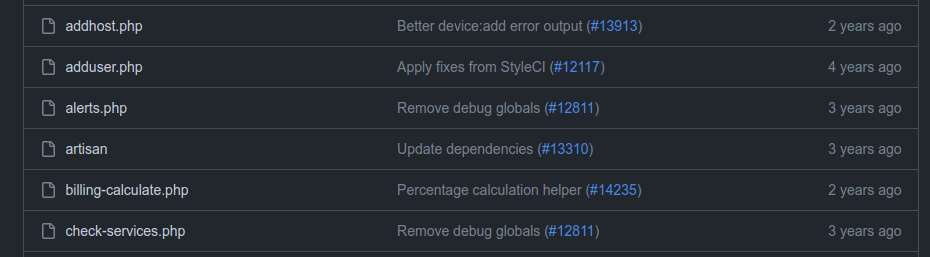 addhost.php Better device:add error output (#13913) 2 years ago
adduser.php Apply fixes from StyleCI (#12117) 4 years ago
alerts.php Remove debug globals (#12811) 3 years ago
artisan Update dependencies (#13310) 3 years ago
billing-calculate.php Percentage calculation helper (#14235) 2 years ago
check-services.php Remove debug globals (#12811) 3 years ago